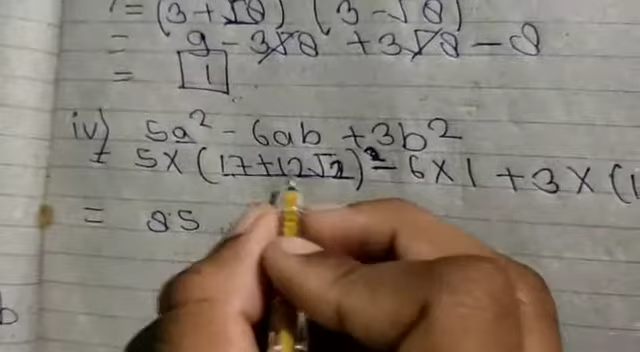 = (3 + √8) (3 - √8)
= 9 - 3√8 + 3√8 - 8
= 1
iv) 5a² - 6ab + 3b²
= 5 × (17+12√2)² - 6 × 1 + 3 × (1
= 85
b